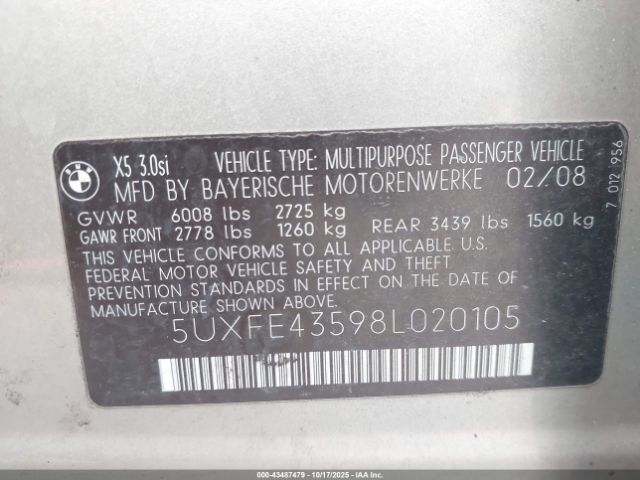 X5 3.0si VEHICLE TYPE: MULTIPURPOSE PASSENGER VEHICLE
MFD BY BAYERISCHE MOTORENWERKE 02/08
GVWR 6008 lbs 2725 kg
GAWR FRONT 2778 lbs 1260 kg REAR 3439 lbs 1560 kg
THIS VEHICLE CONFORMS TO ALL APPLICABLE U.S.
FEDERAL MOTOR VEHICLE SAFETY AND THEFT
PREVENTION STANDARDS IN EFFECT ON THE DATE OF
MANUFACTURE SHOWN ABOVE.
5UXFE43598L020105
7 012 956
000-43487479 | 10/17/2025 | Copyright IAA, LLC